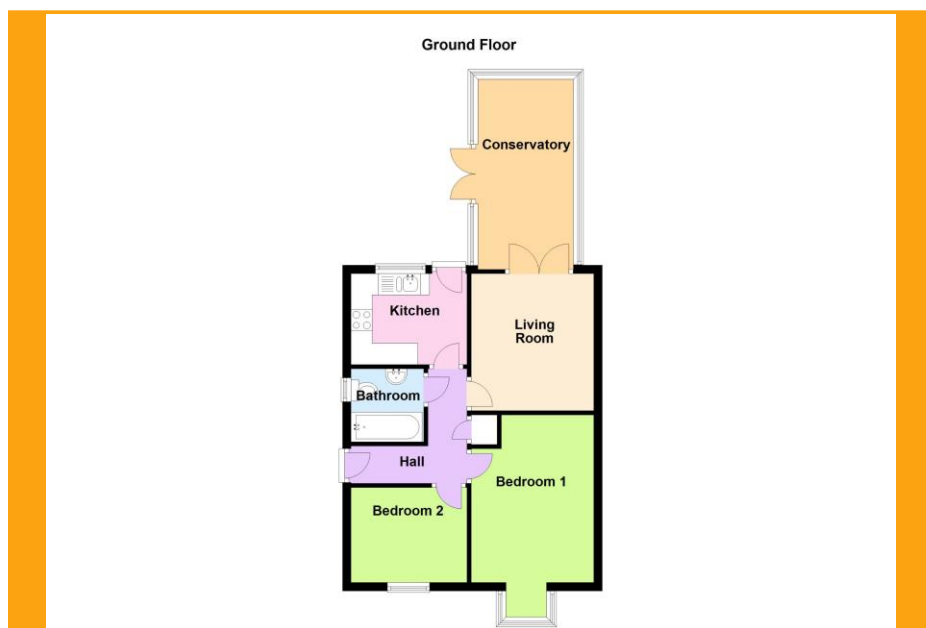 Ground Floor
Conservatory
Kitchen
Living
Room
Bathroom
Hall
Bedroom 1
Bedroom 2